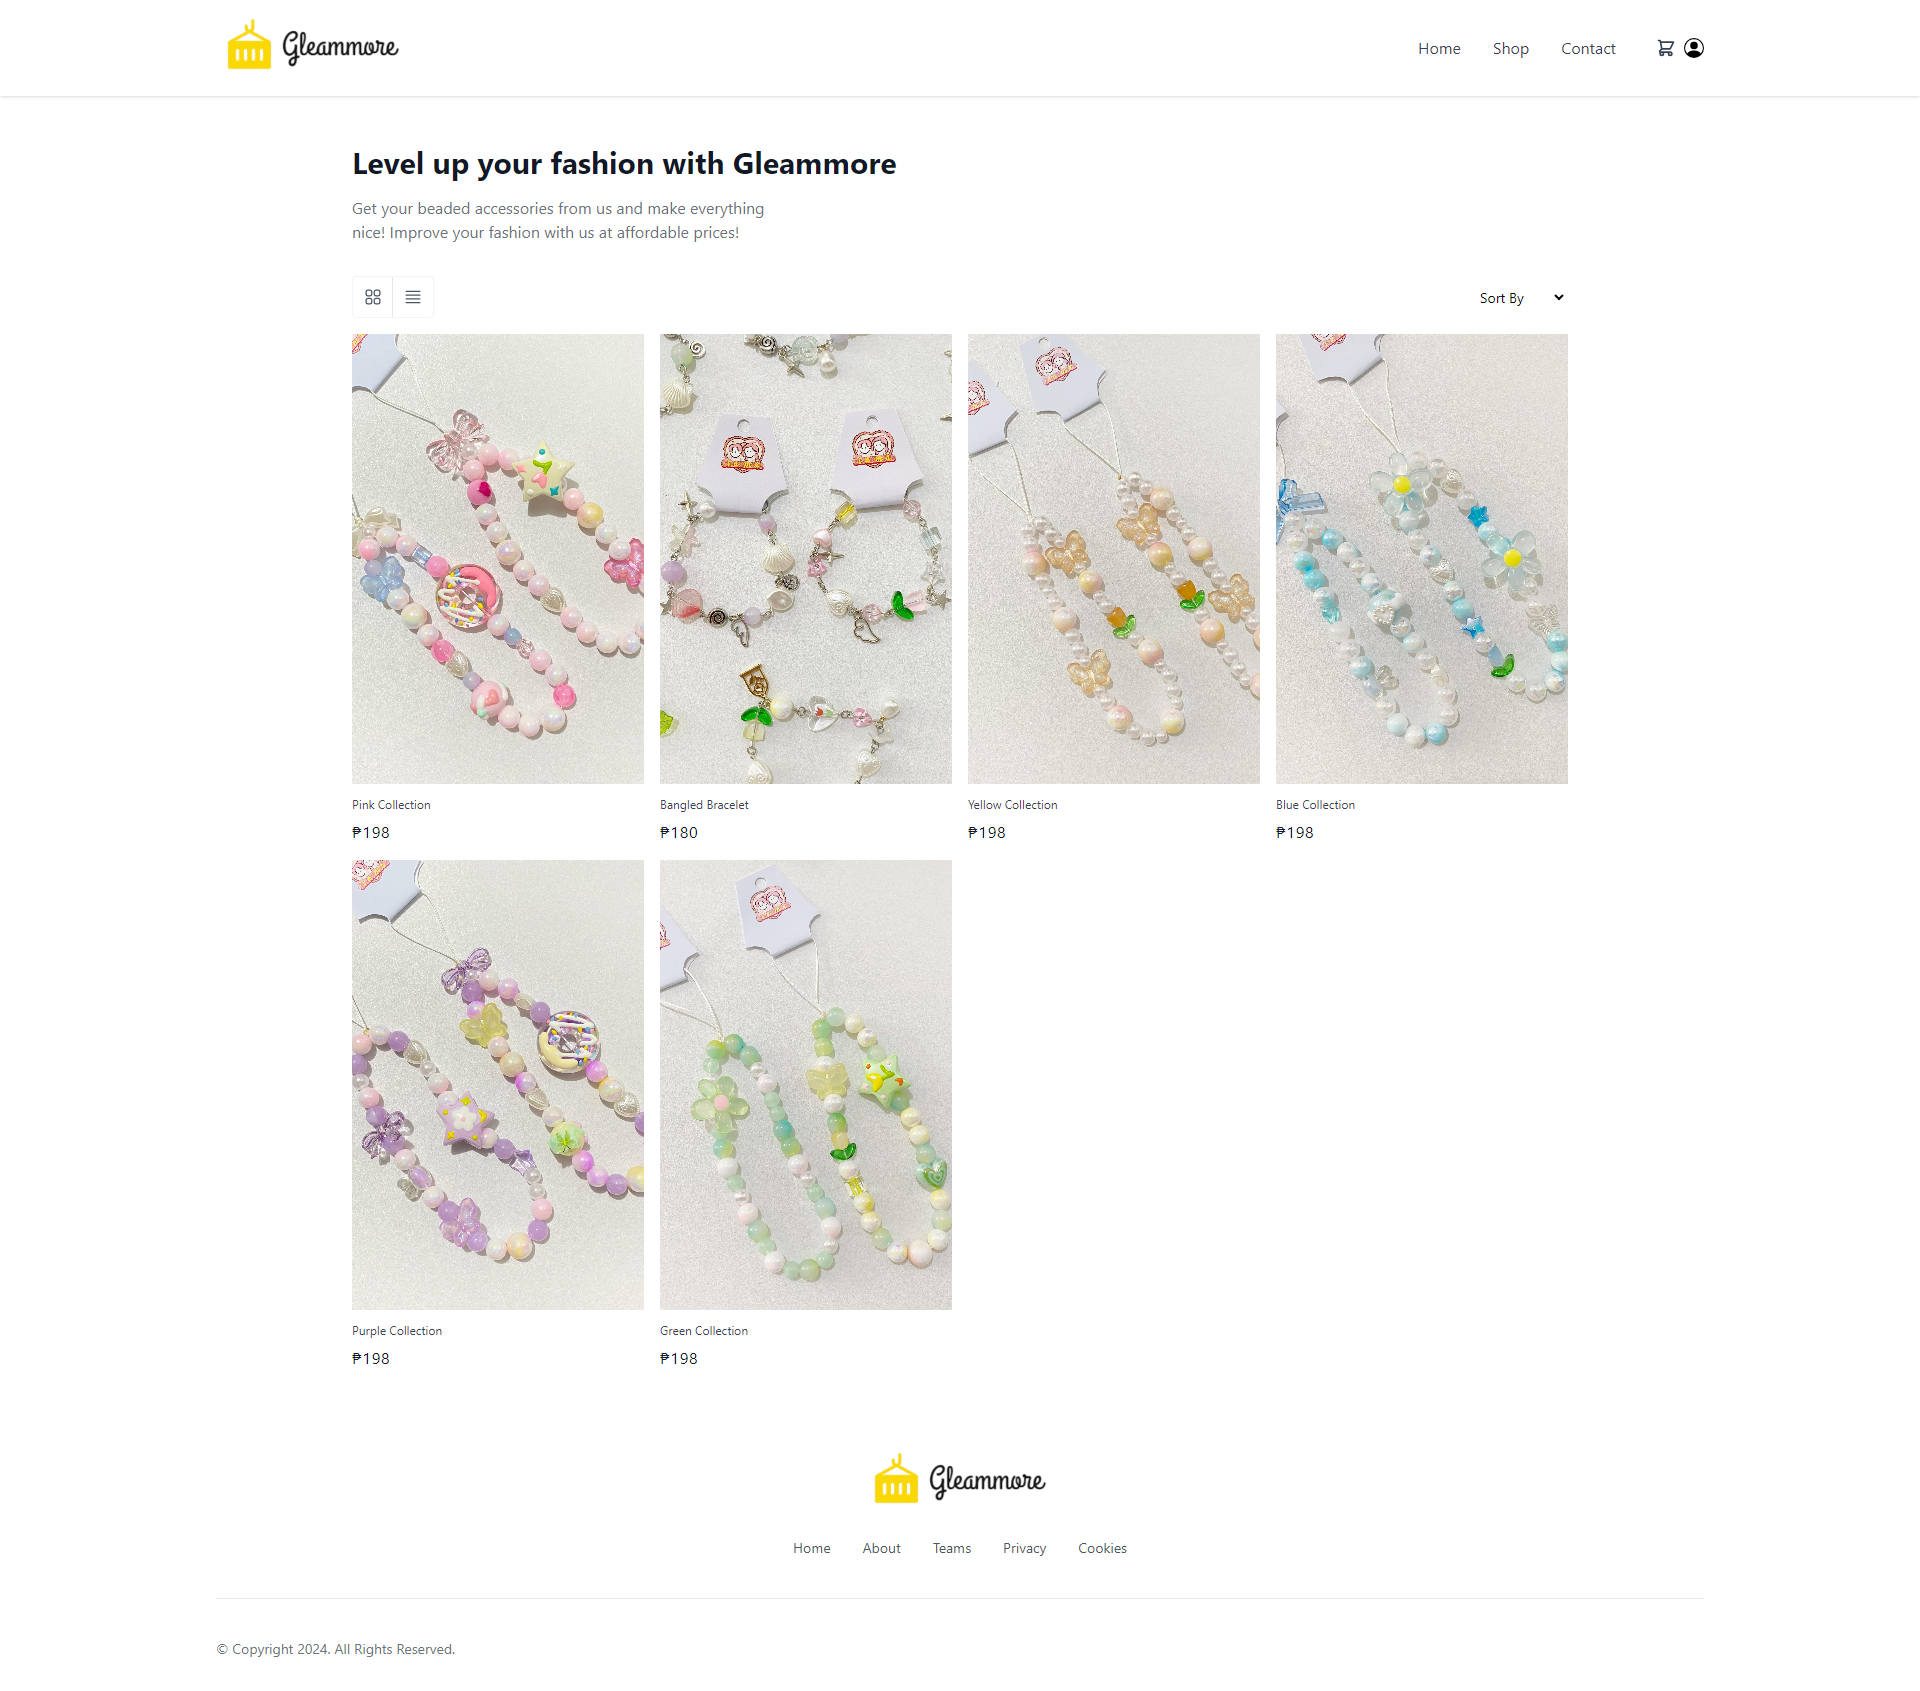 Gleammore
Home Shop Contact
Level up your fashion with Gleammore
Get your beaded accessories from us and make everything
nice! Improve your fashion with us at affordable prices!
Sort By
Pink Collection
₱198
Bangled Bracelet
₱180
Yellow Collection
₱198
Blue Collection
₱198
Purple Collection
₱198
Green Collection
₱198
Gleammore
Home About Teams Privacy Cookies
© Copyright 2024. All Rights Reserved.